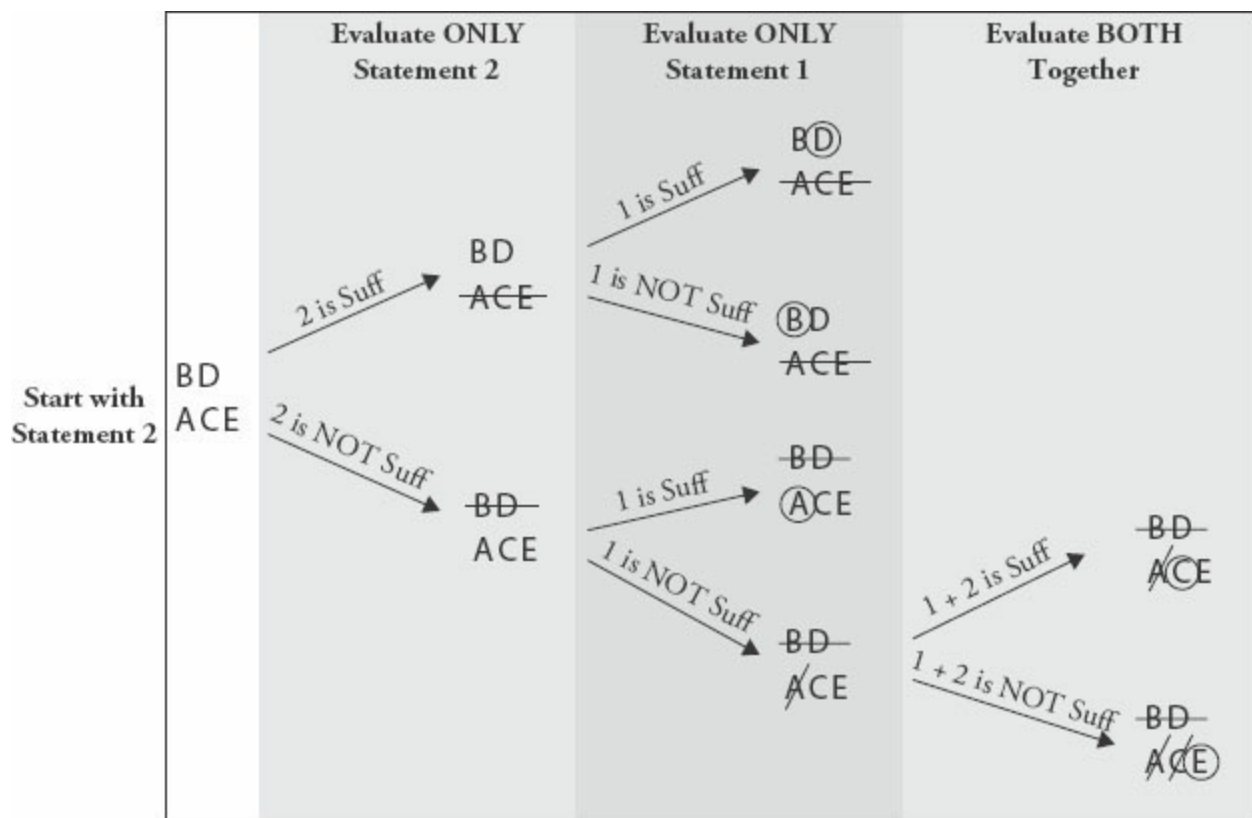 Evaluate ONLY
Statement 2
Evaluate ONLY
Statement 1
Evaluate BOTH
Together
Start with
Statement 2
BD
ACE
2 is Suff
BD
ACE
2 is NOT Suff
BD
ACE
1 is Suff
BD
ACE
1 is NOT Suff
BD
ACE
1 is Suff
BD
ACE
1 is NOT Suff
BD
ACE
1 + 2 is Suff
BD
ACE
1 + 2 is NOT Suff
BD
ACE